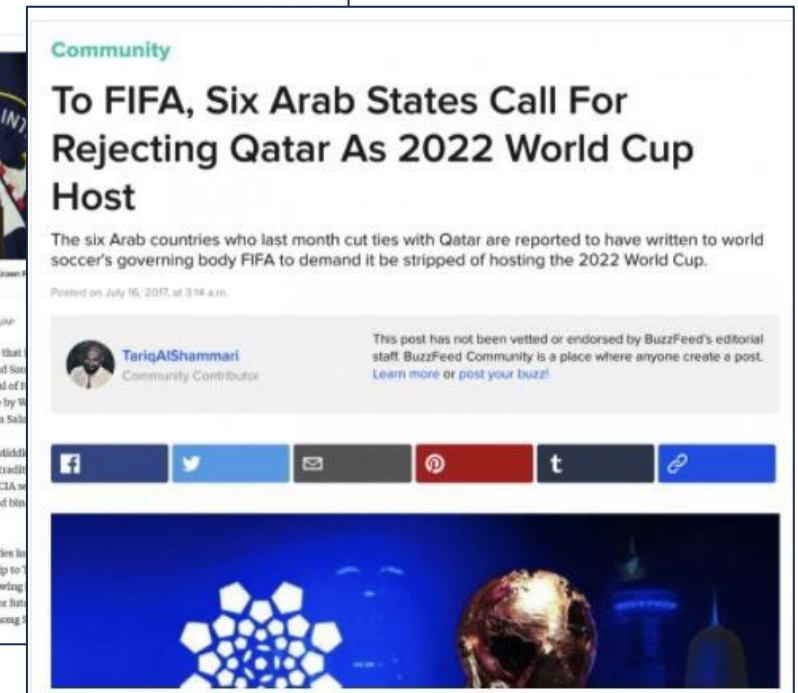 Community
To FIFA, Six Arab States Call For
Rejecting Qatar As 2022 World Cup
Host
The six Arab countries who last month cut ties with Qatar are reported to have written to world
soccer's governing body FIFA to demand it be stripped of hosting the 2022 World Cup.
Posted on July 16, 2017, at 3:14 a.m.
TariqAlShammari
Community Contributor
This post has not been vetted or endorsed by BuzzFeed's editorial
staff. BuzzFeed Community is a place where anyone create a post.
Learn more or post your buzz!